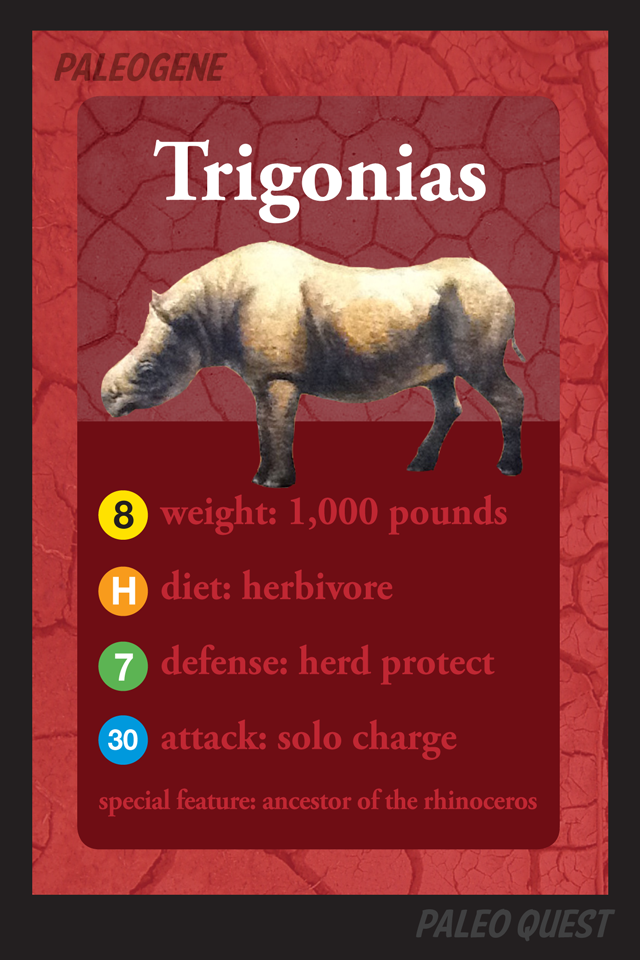 PALEOGENE
Trigonias
8 weight: 1,000 pounds
H diet: herbivore
7 defense: herd protect
30 attack: solo charge
special feature: ancestor of the rhinoceros
PALEO QUEST